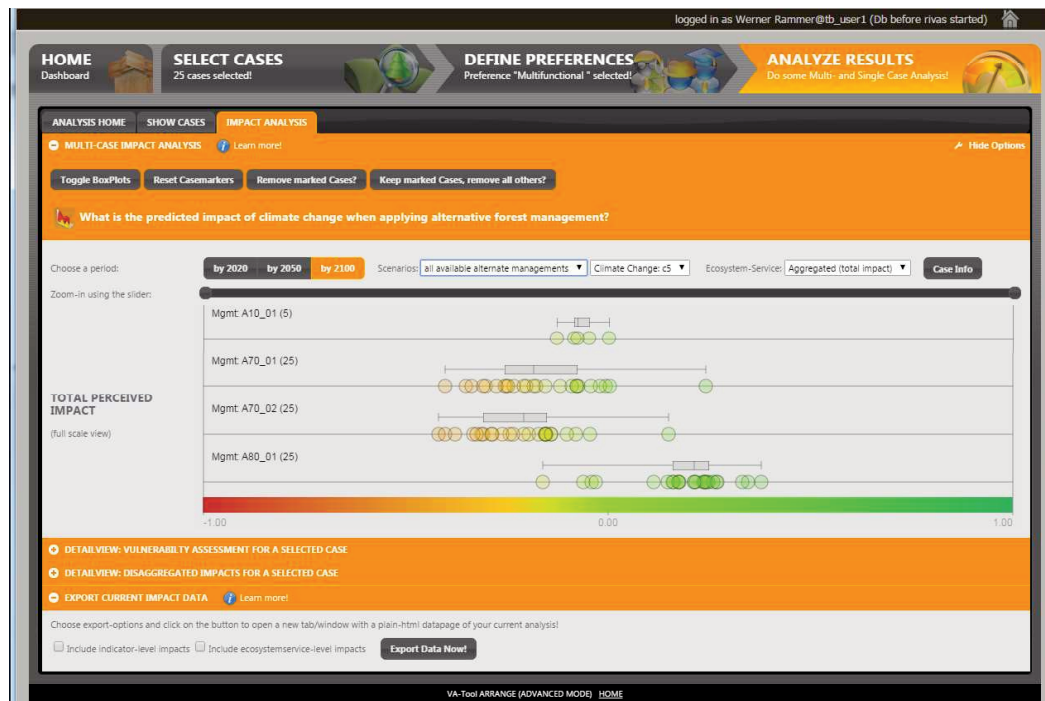 logged in as Werner Rammer@tb_user1 (Db before rivas started)
HOME
Dashboard
SELECT CASES
25 cases selected!
DEFINE PREFERENCES
Preference "Multifunctional " selected!
ANALYZE RESULTS
Do some Multi- and Single Case Analysis!
ANALYSIS HOME SHOW CASES IMPACT ANALYSIS
MULTI-CASE IMPACT ANALYSIS i Learn more! Hide Options
Toggle BoxPlots Reset Casemarkers Remove marked Cases? Keep marked Cases, remove all others?
What is the predicted impact of climate change when applying alternative forest management?
Choose a period: by 2020 by 2050 by 2100 Scenarios: all available alternate managements Climate Change: c5 Ecosystem-Service: Aggregated (total impact) Case Info
Zoom-in using the slider:
Mgmt: A10_01 (5)
Mgmt: A70_01 (25)
TOTAL PERCEIVED
IMPACT
(full scale view)
Mgmt: A70_02 (25)
Mgmt: A80_01 (25)
-1.00 0.00 1.00
DETAILVIEW: VULNERABILTY ASSESSMENT FOR A SELECTED CASE
DETAILVIEW: DISAGGREGATED IMPACTS FOR A SELECTED CASE
EXPORT CURRENT IMPACT DATA i Learn more!
Choose export-options and click on the button to open a new tab/window with a plain-html datapage of your current analysis!
Include indicator-level impacts Include ecosystemservice-level impacts Export Data Now!
VA-Tool ARRANGE (ADVANCED MODE) HOME